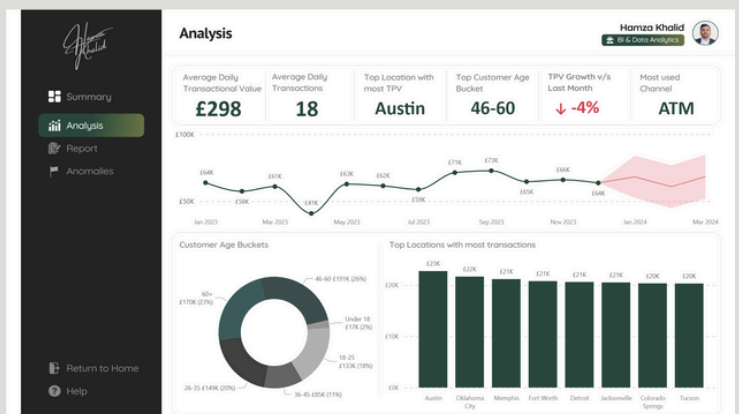 Hamza
Khalid
Summary
Analysis
Report
Anomalies
Return to Home
Help
Analysis
Hamza Khalid
BI & Data Analytics
Average Daily
Transactional Value
£298
Average Daily
Transactions
18
Top Location with
most TPV
Austin
Top Customer Age
Bucket
46-60
TPV Growth v/s
Last Month
↓ -4%
Most used
Channel
ATM
£100K
£50K
£64K
£58K
£61K
£41K
£63K
£62K
£59K
£71K
£73K
£65K
£66K
£64K
Jan 2023
Mar 2023
May 2023
Jul 2023
Sep 2023
Nov 2023
Jan 2024
Mar 2024
Customer Age Buckets
46-60 £191K (26%)
Under 18
£17K (2%)
18-25
£133K (18%)
36-45 £85K (11%)
26-35 £149K (20%)
60+
£170K (23%)
Top Locations with most transactions
£20K
£10K
£0K
£23K
£22K
£21K
£21K
£21K
£21K
£20K
£20K
Austin
Oklahoma
City
Memphis
Fort Worth
Detroit
Jacksonville
Colorado
Springs
Tucson